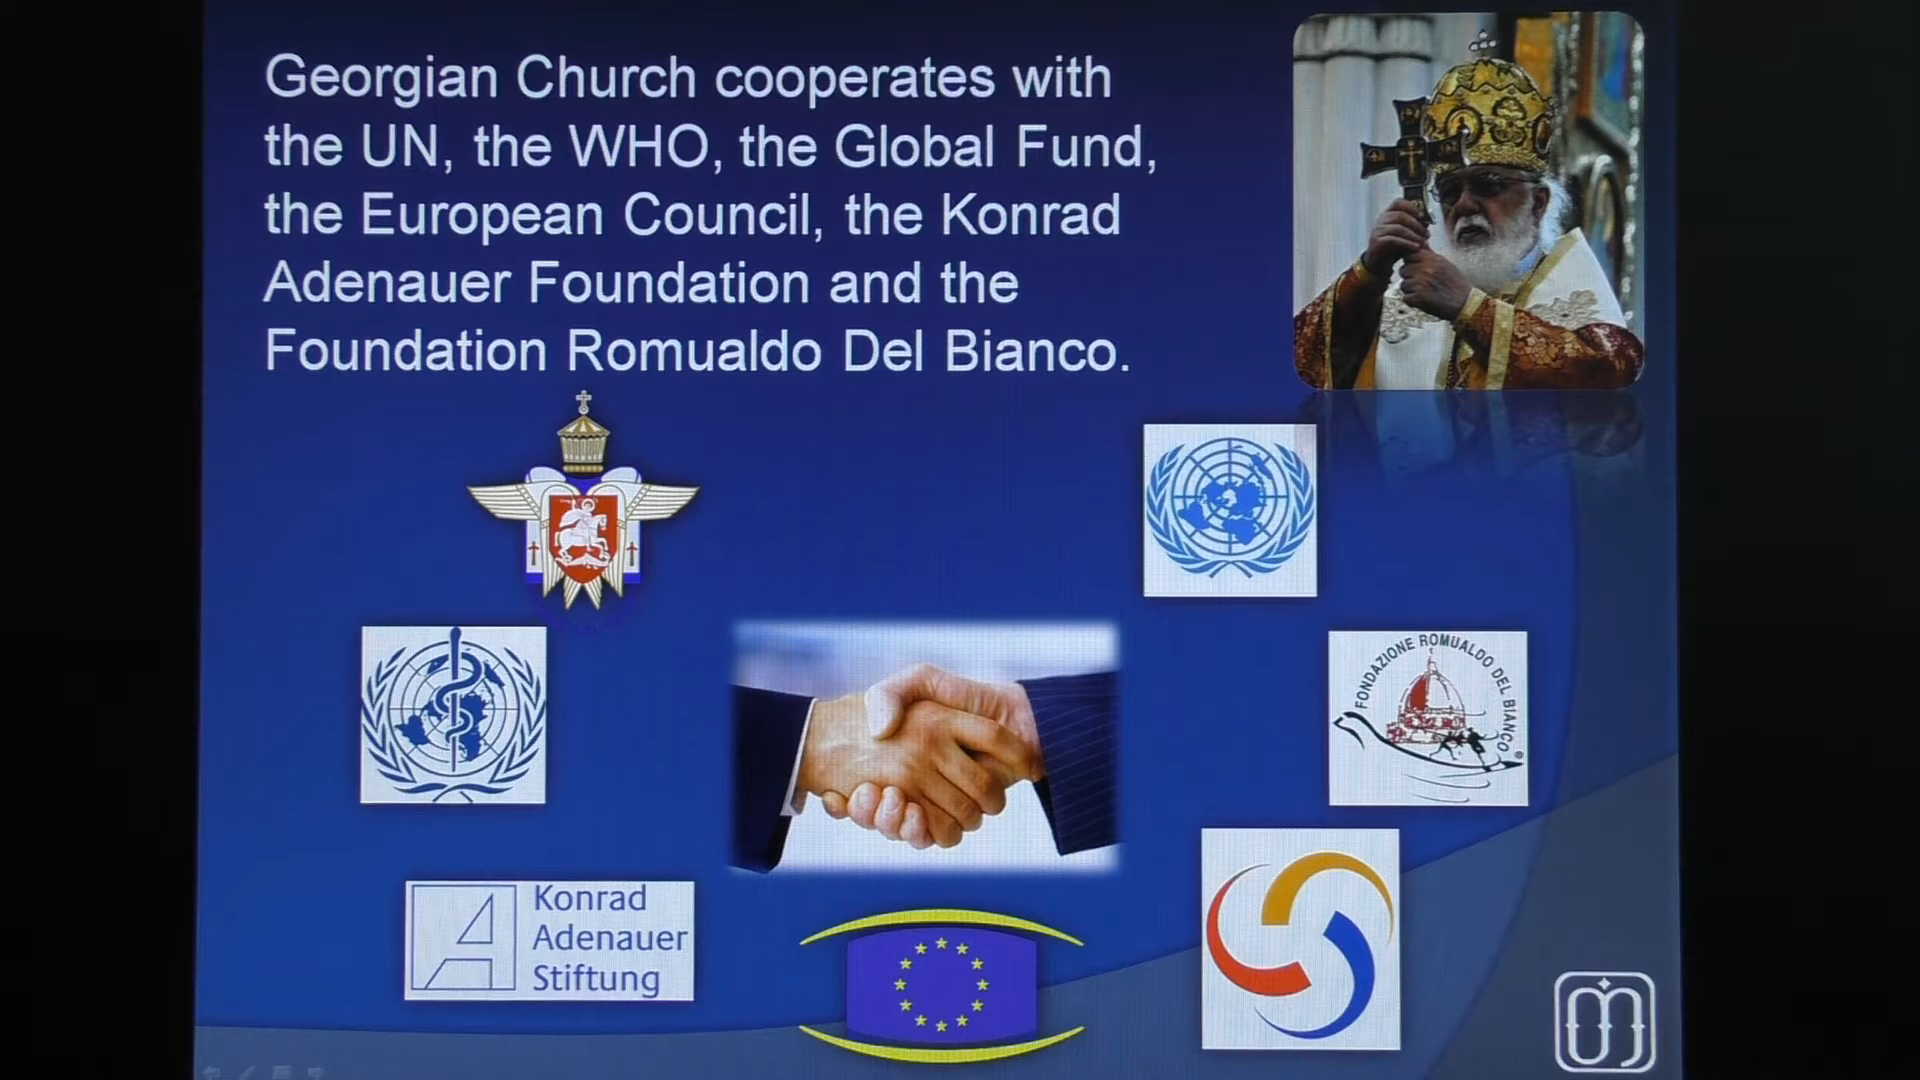 Georgian Church cooperates with
the UN, the WHO, the Global Fund,
the European Council, the Konrad
Adenauer Foundation and the
Foundation Romualdo Del Bianco.
FONDAZIONE ROMUALDO DEL BIANCO®
Konrad
Adenauer
Stiftung